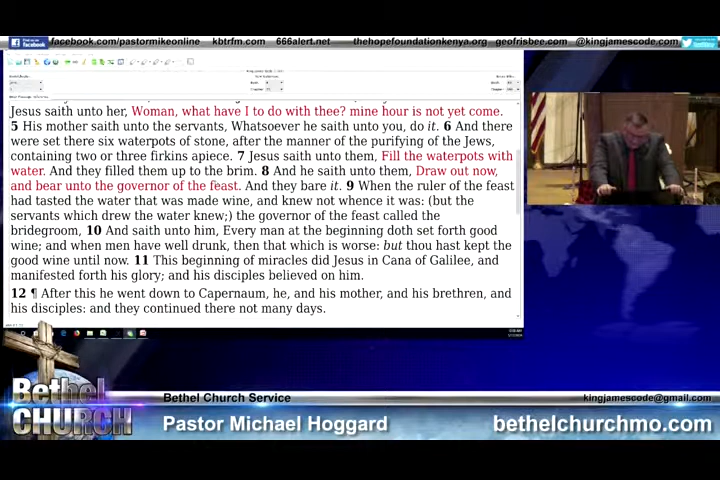 Find us on Facebook
facebook.com/pastormikeonline kbtrfm.com 666alert.net thehopefoundationkenya.org geofrisbee.com @kingjamescode
Jesus saith unto her, Woman, what have I to do with thee? mine hour is not yet come.
5 His mother saith unto the servants, Whatsoever he saith unto you, do it. 6 And there
were set there six waterpots of stone, after the manner of the purifying of the Jews,
containing two or three firkins apiece. 7 Jesus saith unto them, Fill the waterpots with
water. And they filled them up to the brim. 8 And he saith unto them, Draw out now,
and bear unto the governor of the feast. And they bare it. 9 When the ruler of the feast
had tasted the water that was made wine, and knew not whence it was: (but the
servants which drew the water knew;) the governor of the feast called the
bridegroom, 10 And saith unto him, Every man at the beginning doth set forth good
wine; and when men have well drunk, then that which is worse: but thou hast kept the
good wine until now. 11 This beginning of miracles did Jesus in Cana of Galilee, and
manifested forth his glory; and his disciples believed on him.
12 ¶ After this he went down to Capernaum, he, and his mother, and his brethren, and
his disciples: and they continued there not many days.
Bethel
CHURCH
Bethel Church Service kingjamescode@gmail.com
Pastor Michael Hoggard bethelchurchmo.com